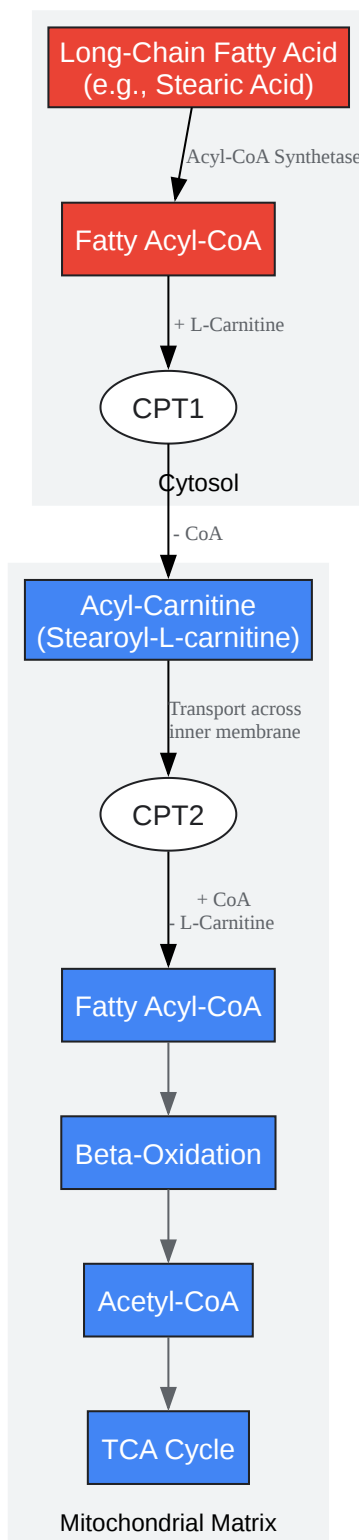 Long-Chain Fatty Acid
(e.g., Stearic Acid)
Acyl-CoA Synthetase
Fatty Acyl-CoA
+ L-Carnitine
CPT1
Cytosol
- CoA
Acyl-Carnitine
(Stearoyl-L-carnitine)
Transport across
inner membrane
CPT2
+ CoA
- L-Carnitine
Fatty Acyl-CoA
Beta-Oxidation
Acetyl-CoA
TCA Cycle
Mitochondrial Matrix